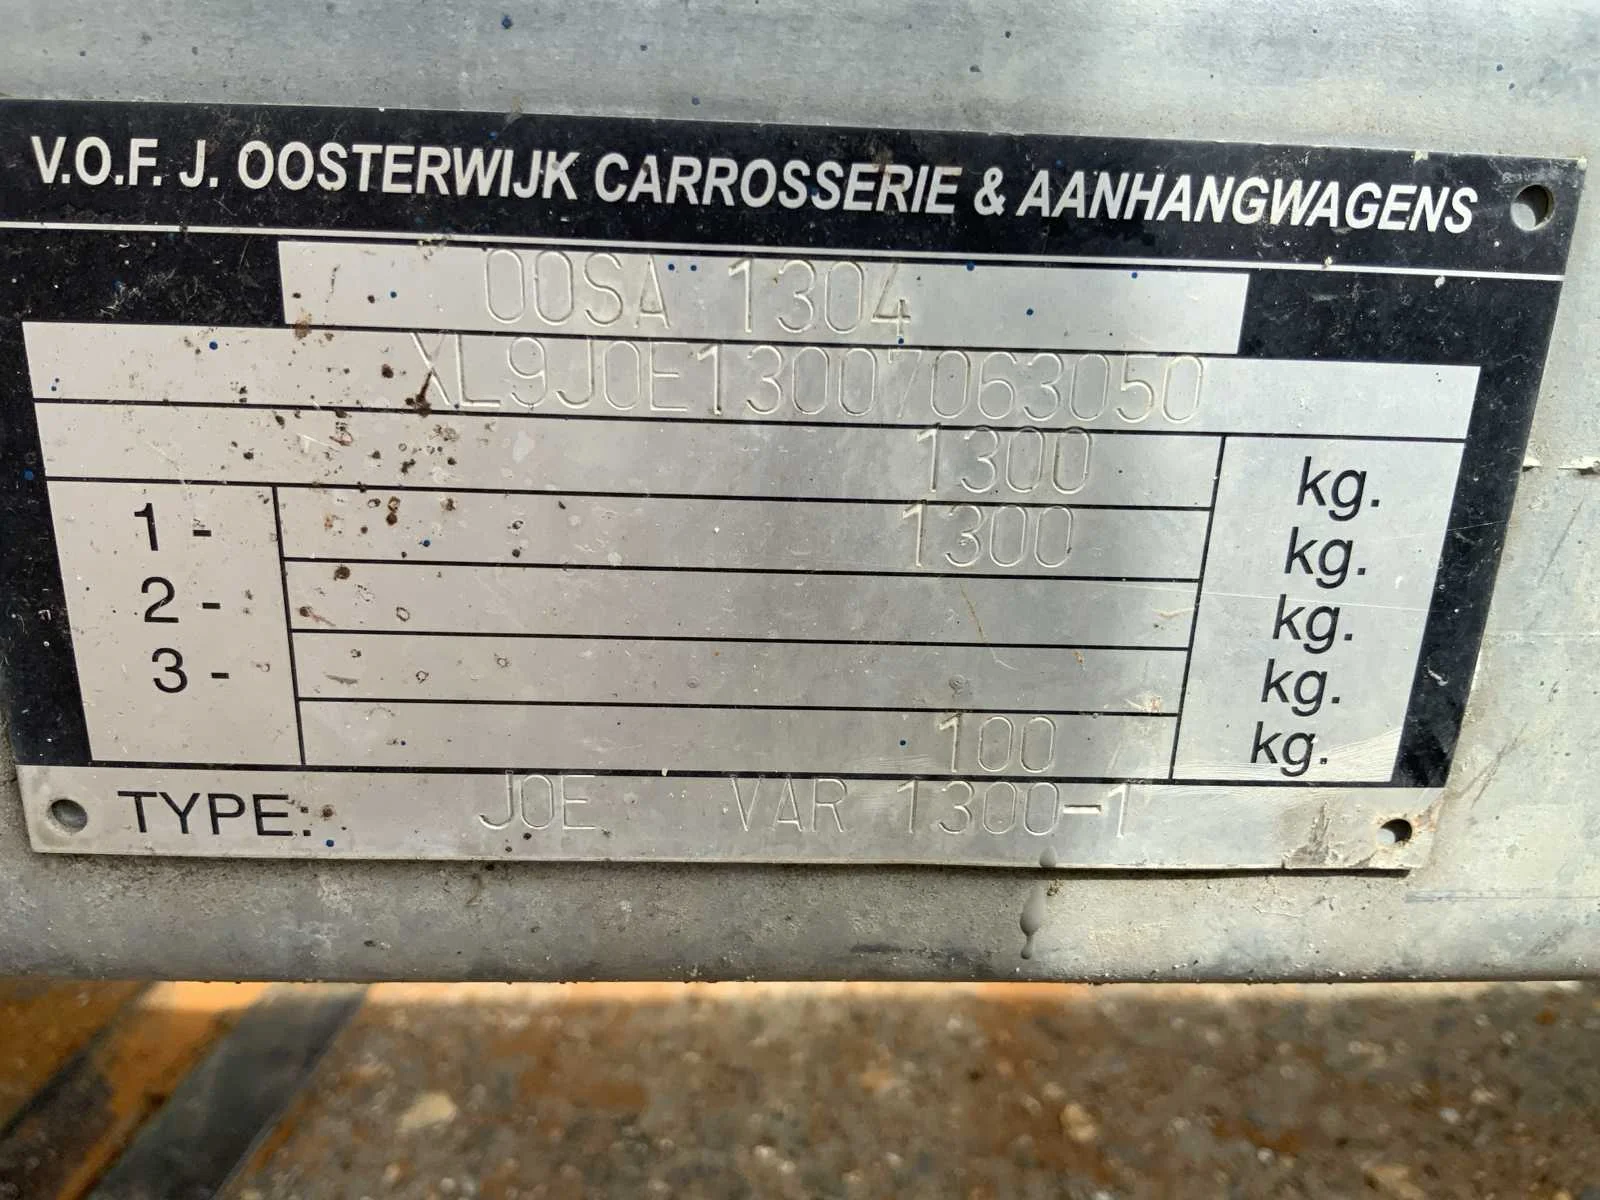 V.O.F. J. OOSTERWIJK CARROSSERIE & AANHANGWAGENS
OOSA 1304
XL9J0E13007063050
1300 kg.
1 - 1300 kg.
2 - kg.
3 - kg.
100 kg.
TYPE: JOE VAR 1300-1